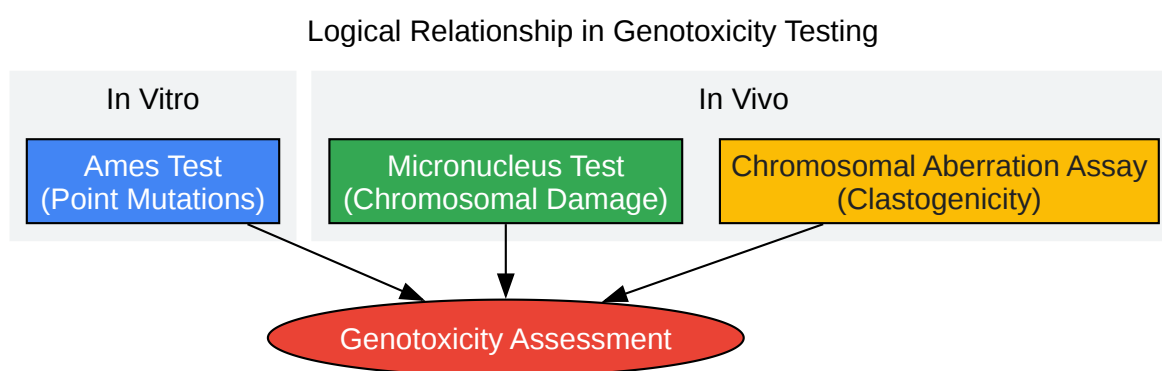 Logical Relationship in Genotoxicity Testing
In Vitro
In Vivo
Ames Test
(Point Mutations)
Micronucleus Test
(Chromosomal Damage)
Chromosomal Aberration Assay
(Clastogenicity)
Genotoxicity Assessment